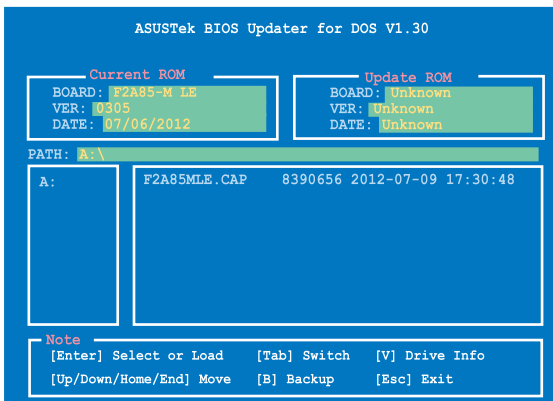 ASUSTek BIOS Updater for DOS V1.30
Current ROM
BOARD: F2A85-M LE
VER: 0305
DATE: 07/06/2012
Update ROM
BOARD: Unknown
VER: Unknown
DATE: Unknown
PATH: A:\
A:
F2A85MLE.CAP 8390656 2012-07-09 17:30:48
Note
[Enter] Select or Load [Tab] Switch [V] Drive Info
[Up/Down/Home/End] Move [B] Backup [Esc] Exit